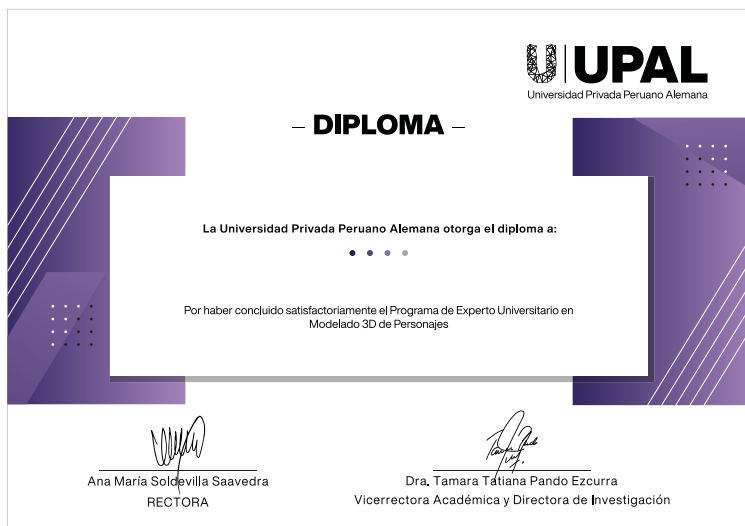 UPAL
Universidad Privada Peruano Alemana
– DIPLOMA –
La Universidad Privada Peruano Alemana otorga el diploma a:
Por haber concluido satisfactoriamente el Programa de Experto Universitario en
Modelado 3D de Personajes
Ana María Soldevilla Saavedra
RECTORA
Dra. Tamara Tatiana Pando Ezcurra
Vicerrectora Académica y Directora de Investigación